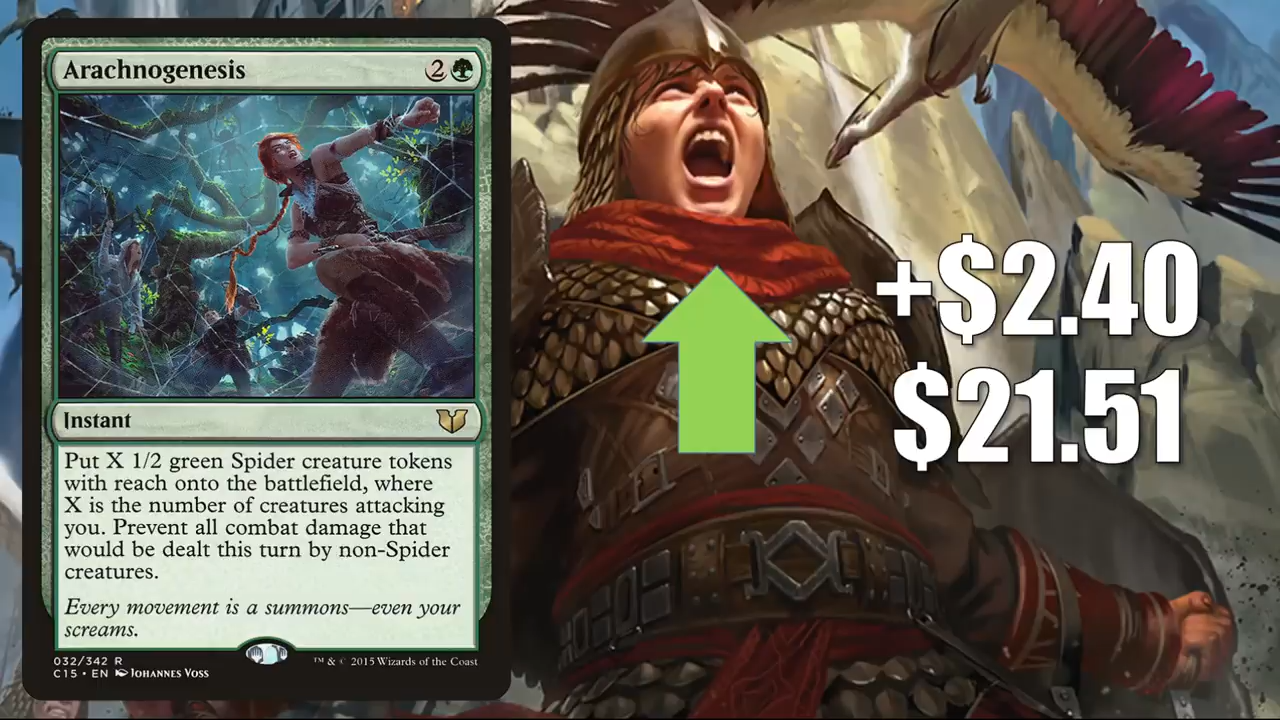 Arachnogenesis 2
Instant
Put X 1/2 green Spider creature tokens
with reach onto the battlefield, where
X is the number of creatures attacking
you. Prevent all combat damage that
would be dealt this turn by non-Spider
creatures.
Every movement is a summons—even your
screams.
032/342 R
C15 • EN Johannes Voss
™ & © 2015 Wizards of the Coast
+$2.40
$21.51